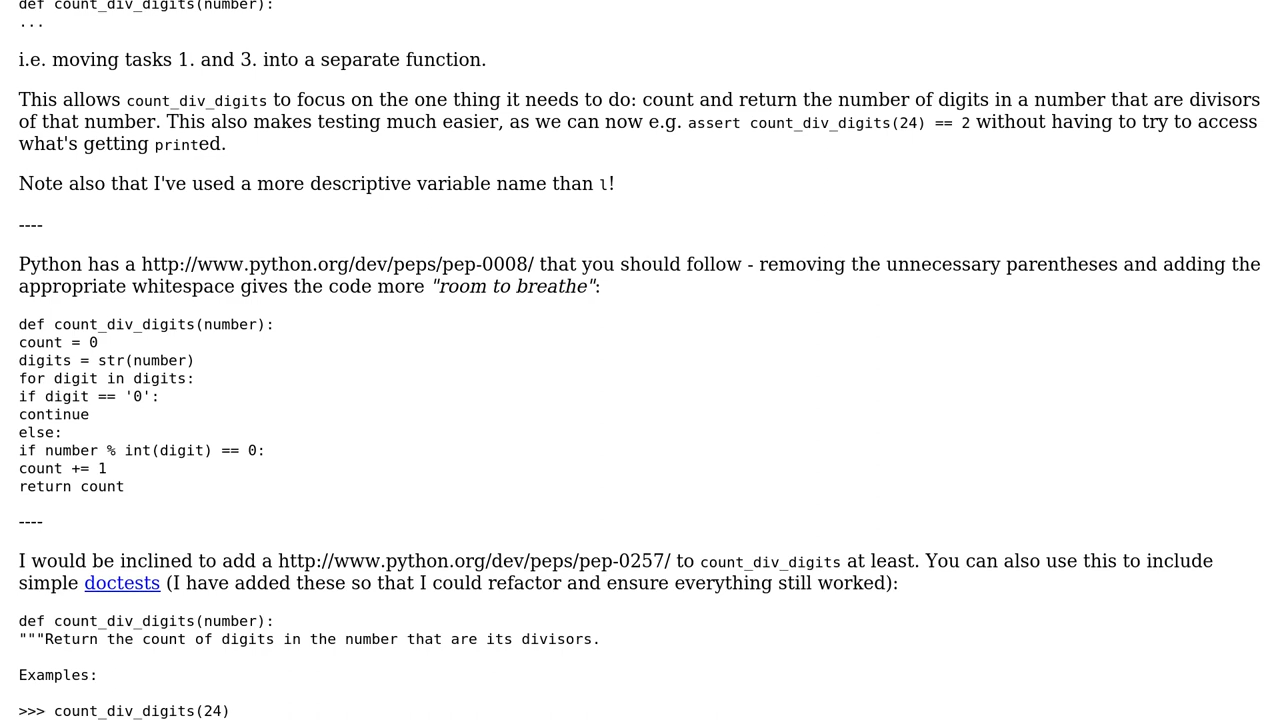 def count_div_digits(number):
...
i.e. moving tasks 1. and 3. into a separate function.
This allows count_div_digits to focus on the one thing it needs to do: count and return the number of digits in a number that are divisors
of that number. This also makes testing much easier, as we can now e.g. assert count_div_digits(24) == 2 without having to try to access
what's getting printed.
Note also that I've used a more descriptive variable name than l!
----
Python has a http://www.python.org/dev/peps/pep-0008/ that you should follow - removing the unnecessary parentheses and adding the
appropriate whitespace gives the code more "room to breathe":
def count_div_digits(number):
count = 0
digits = str(number)
for digit in digits:
if digit == '0':
continue
else:
if number % int(digit) == 0:
count += 1
return count
----
I would be inclined to add a http://www.python.org/dev/peps/pep-0257/ to count_div_digits at least. You can also use this to include
simple doctests (I have added these so that I could refactor and ensure everything still worked):
def count_div_digits(number):
"""Return the count of digits in the number that are its divisors.
Examples:
>>> count_div_digits(24)